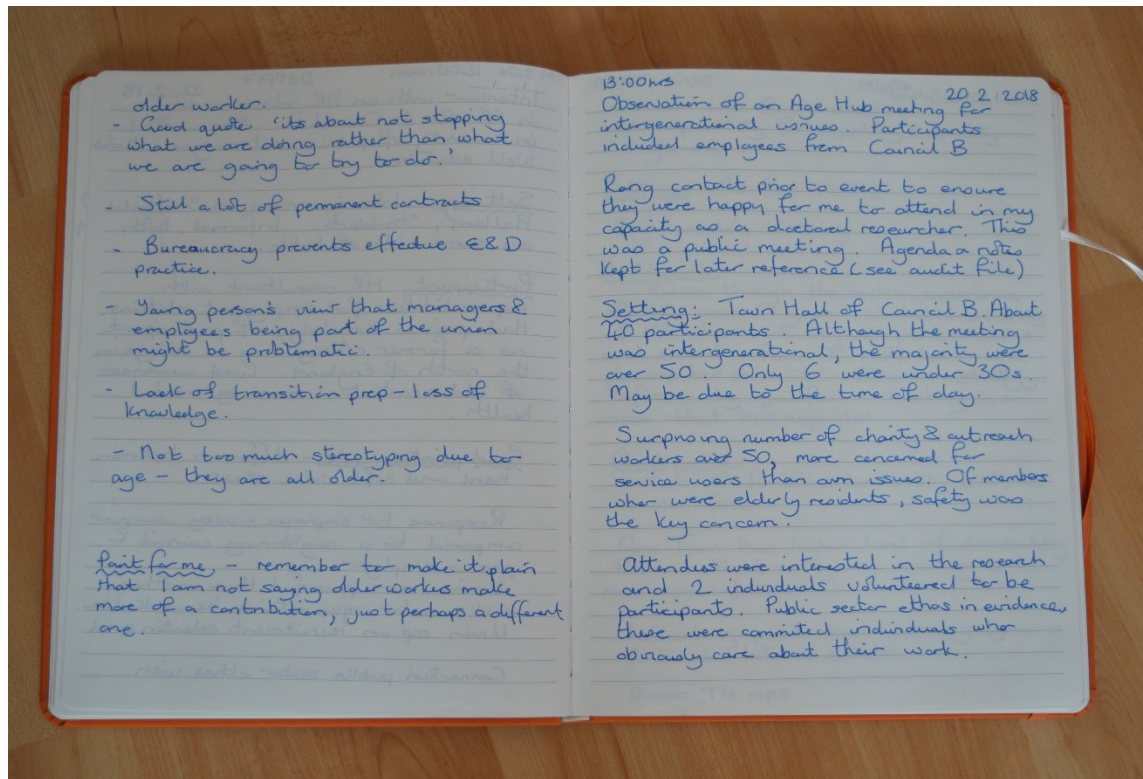 older worker.
- Good quote 'its about not stopping
what we are doing rather than what
we are going to try to do.'
- Still a lot of permanent contracts
- Bureaucracy prevents effective E&D
practice.
- Young person's view that managers &
employees being part of the union
might be problematic.
- Lack of transition prep - loss of
knowledge.
- Not too much stereotyping due to
age - they are all older.
Point for me - remember to make it plain
that I am not saying older workers make
more of a contribution, just perhaps a different
one.
13:00hrs
20 2 2018
Observation of an Age Hub meeting for
intergenerational issues. Participants
included employees from Council B
Rang contact prior to event to ensure
they were happy for me to attend in my
capacity as a doctoral researcher. This
was a public meeting. Agenda & notes
kept for later reference (see audit file)
Setting: Town Hall of Council B. About
40 participants. Although the meeting
was intergenerational, the majority were
over 50. Only 6 were under 30s.
May be due to the time of day.
Surprising number of charity & outreach
workers over 50, more concerned for
service users than own issues. Of members
who were elderly residents, safety was
the key concern.
Attendees were interested in the research
and 2 individuals volunteered to be
participants. Public sector ethos in evidence,
these were commited individuals who
obviously care about their work.